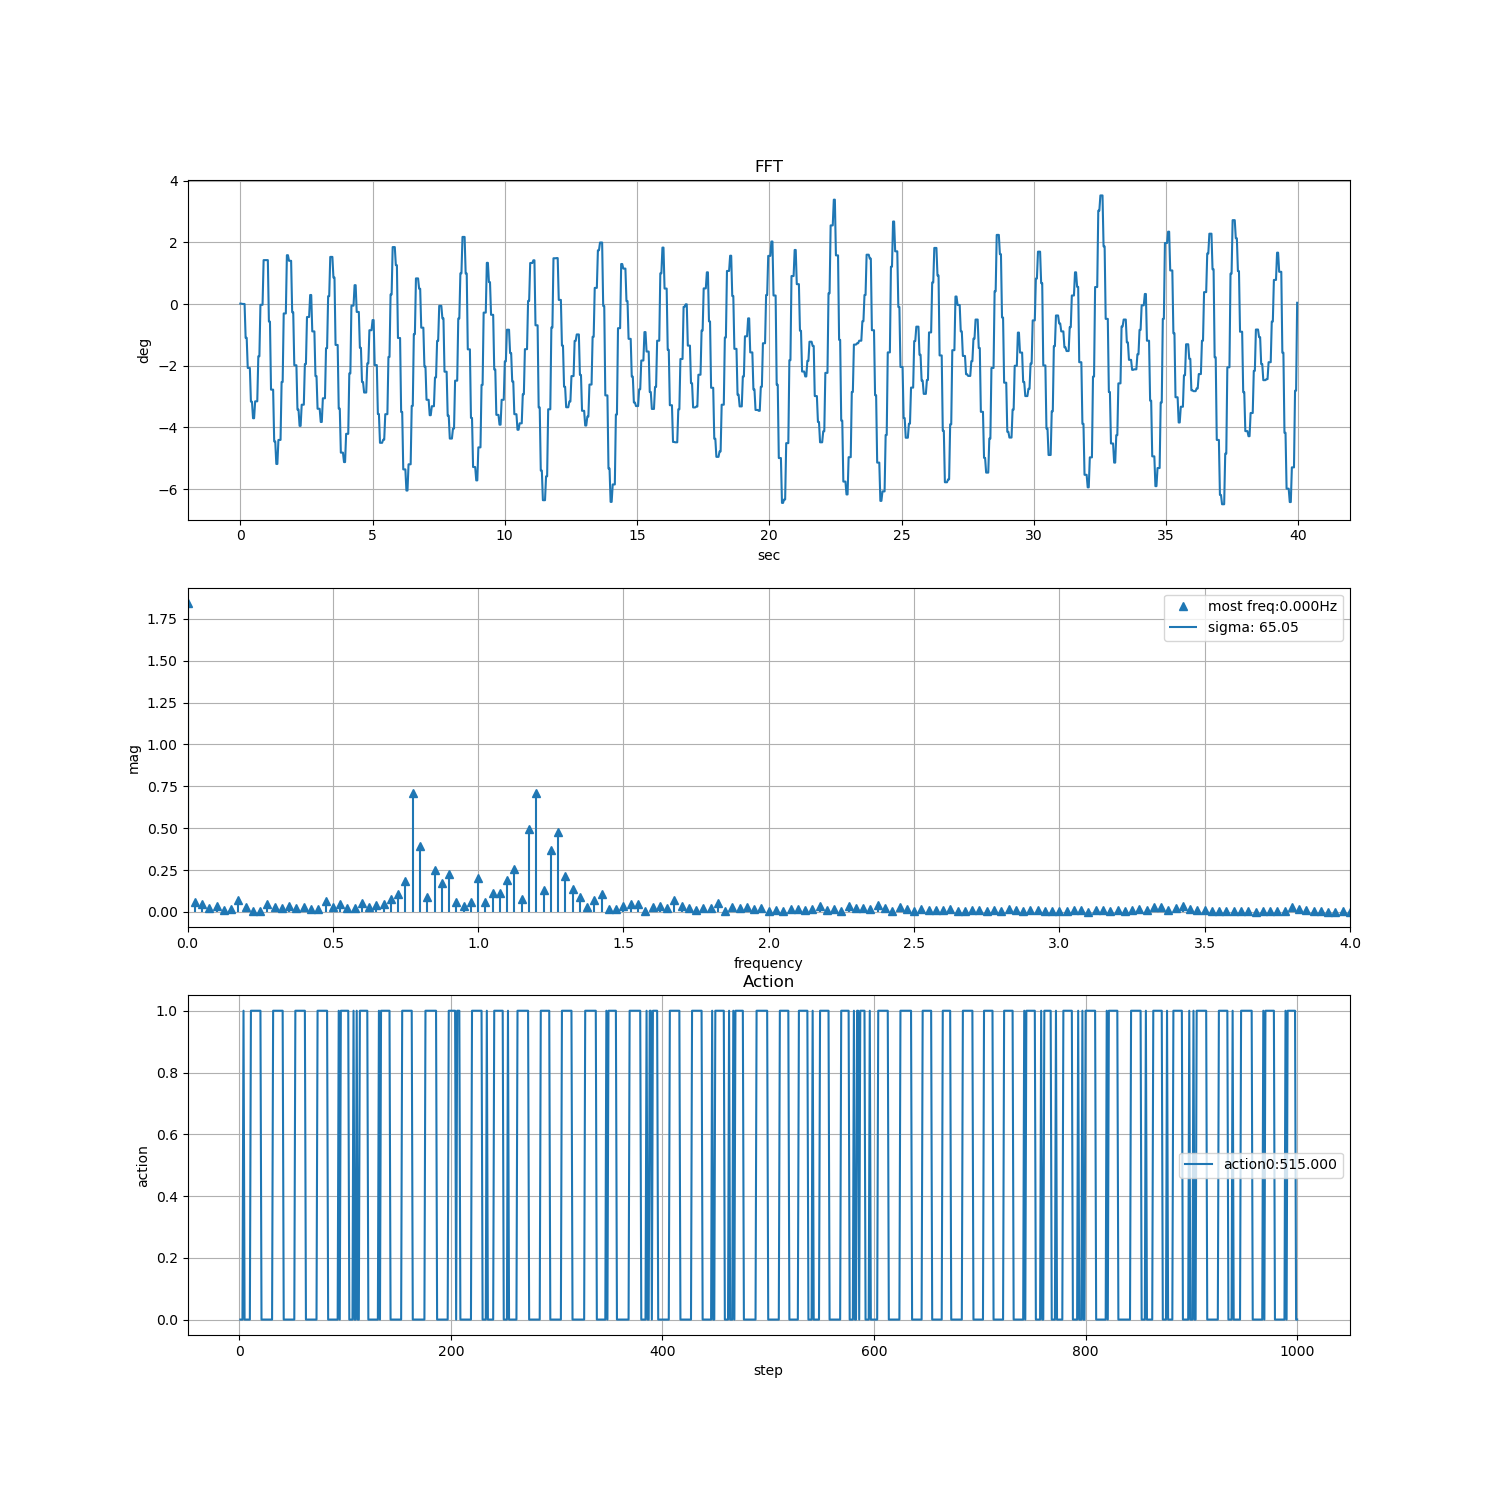 FFT
4
2
0
−2
−4
−6
deg
0 5 10 15 20 25 30 35 40
sec
most freq:0.000Hz
sigma: 65.05
1.75
1.50
1.25
1.00
0.75
0.50
0.25
0.00
mag
0.0 0.5 1.0 1.5 2.0 2.5 3.0 3.5 4.0
frequency
Action
1.0
0.8
0.6
0.4
0.2
0.0
action
action0:515.000
0 200 400 600 800 1000
step